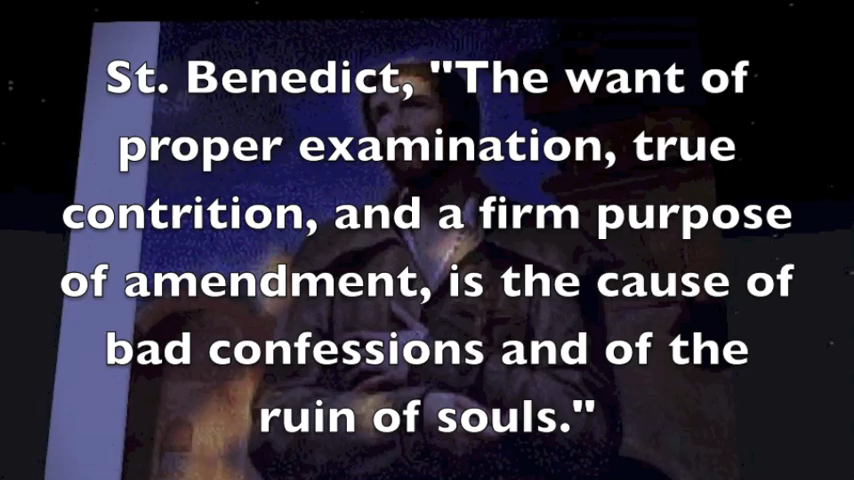 St. Benedict, "The want of
proper examination, true
contrition, and a firm purpose
of amendment, is the cause of
bad confessions and of the
ruin of souls."